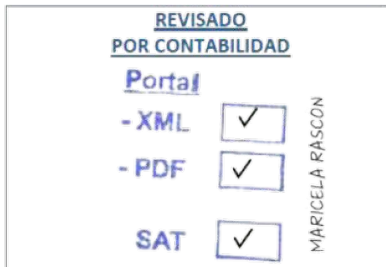 REVISADO
POR CONTABILIDAD
Portal
- XML ✓
- PDF ✓
SAT ✓
MARICELA RASCON